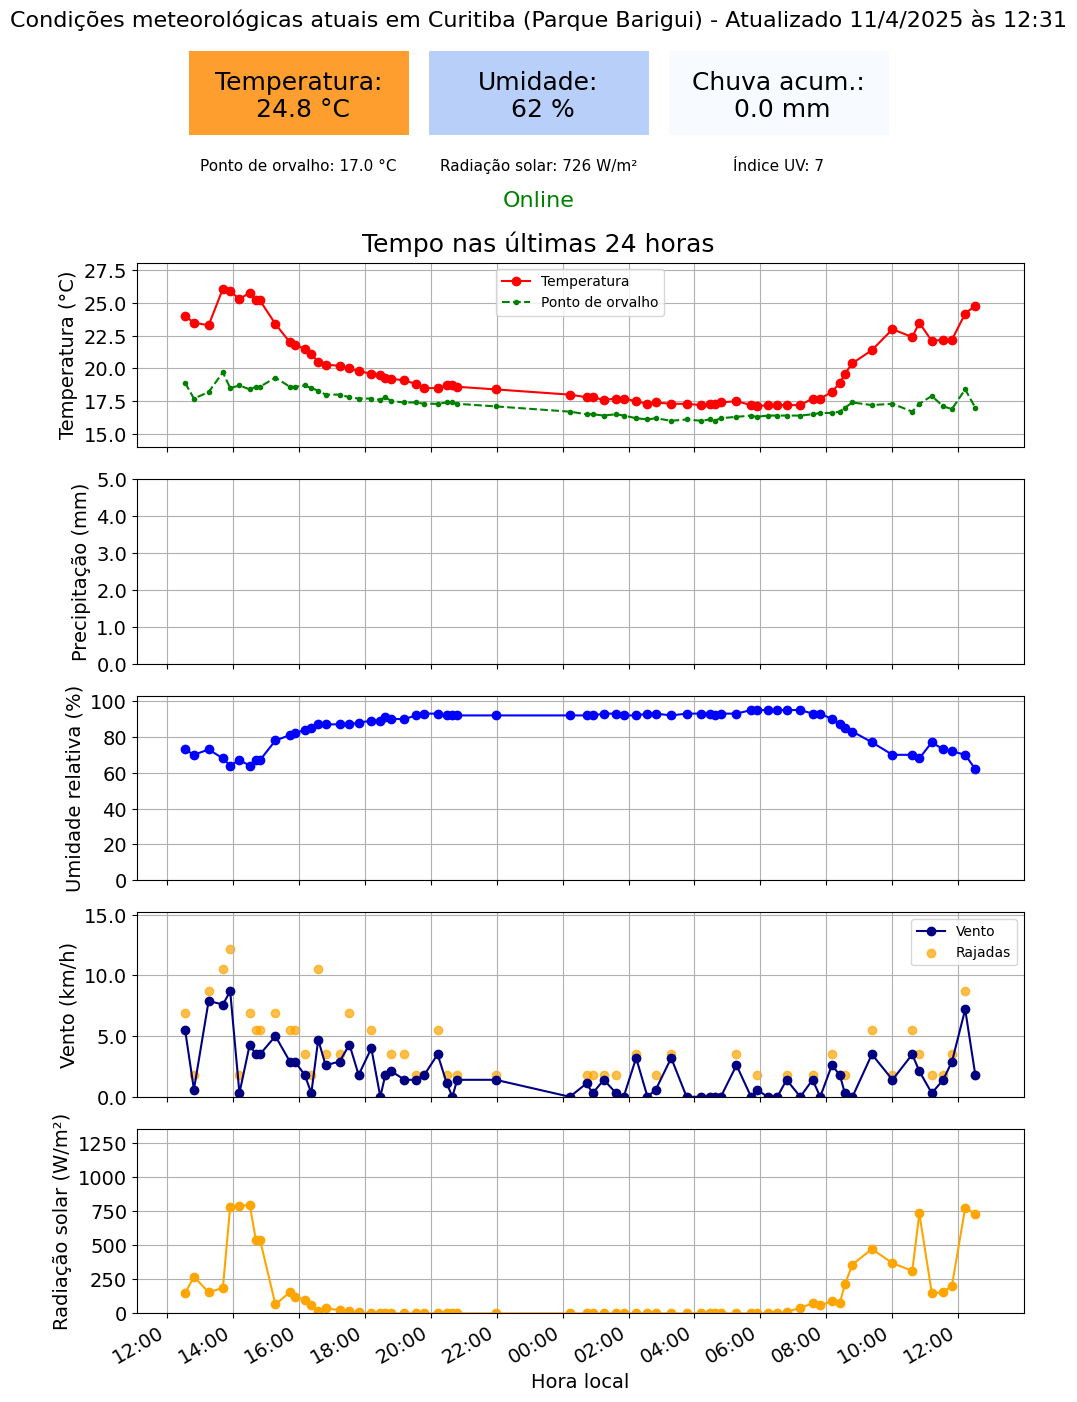 Condições meteorológicas atuais em Curitiba (Parque Barigui) - Atualizado 11/4/2025 às 12:31
Temperatura:
24.8 °C
Umidade:
62 %
Chuva acum.:
0.0 mm
Ponto de orvalho: 17.0 °C
Radiação solar: 726 W/m²
Índice UV: 7
Online
Tempo nas últimas 24 horas
Temperatura (°C)
27.5
25.0
22.5
20.0
17.5
15.0
Temperatura
Ponto de orvalho
Precipitação (mm)
5.0
4.0
3.0
2.0
1.0
0.0
Umidade relativa (%)
100
80
60
40
20
0
Vento (km/h)
15.0
10.0
5.0
0.0
Vento
Rajadas
Radiação solar (W/m²)
1250
1000
750
500
250
0
12:00
14:00
16:00
18:00
20:00
22:00
00:00
02:00
04:00
06:00
08:00
10:00
12:00
Hora local